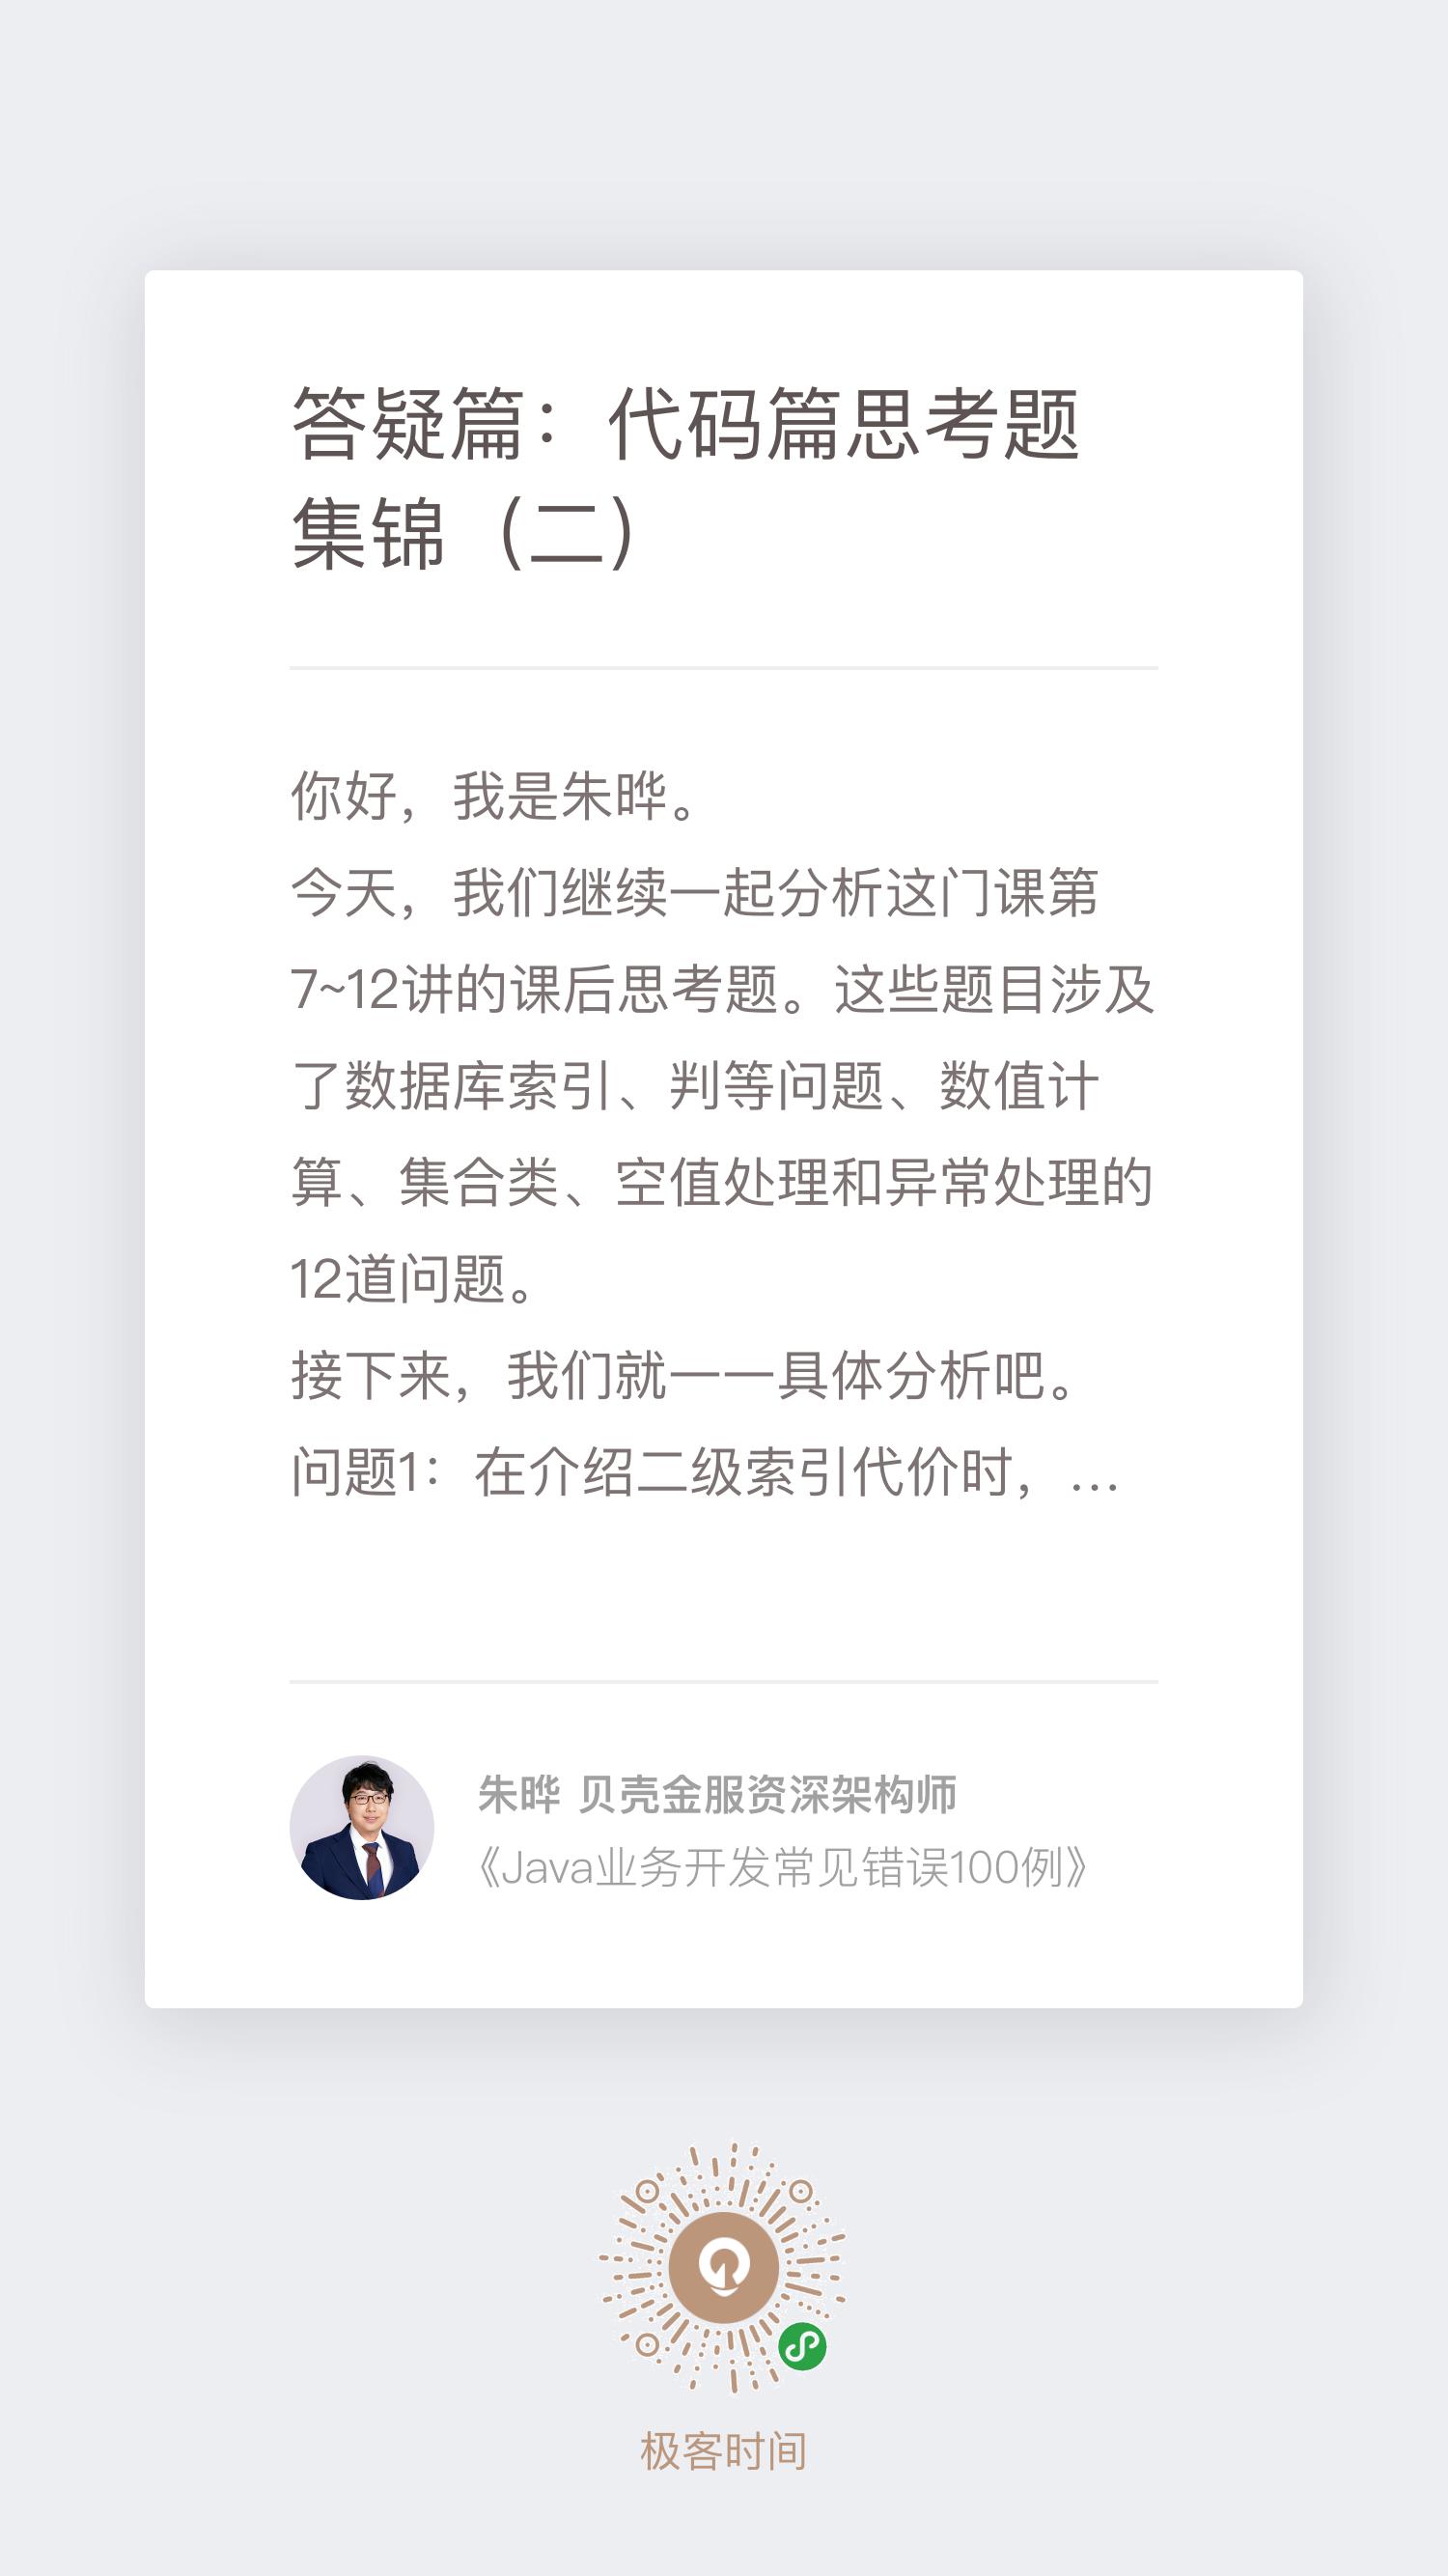 答疑篇：代码篇思考题
集锦（二）
你好，我是朱晔。
今天，我们继续一起分析这门课第
7~12讲的课后思考题。这些题目涉及
了数据库索引、判等问题、数值计
算、集合类、空值处理和异常处理的
12道问题。
接下来，我们就一一具体分析吧。
问题1：在介绍二级索引代价时，…
朱晔 贝壳金服资深架构师
《Java业务开发常见错误100例》
极客时间